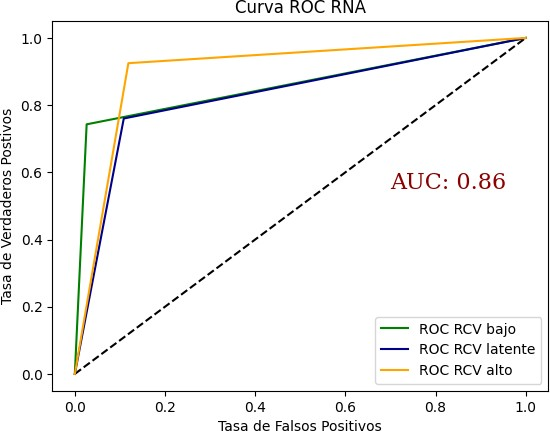 Curva ROC RNA
Tasa de Verdaderos Postivos
1.0
0.8
0.6
0.4
0.2
0.0
AUC: 0.86
ROC RCV bajo
ROC RCV latente
ROC RCV alto
0.0 0.2 0.4 0.6 0.8 1.0
Tasa de Falsos Positivos